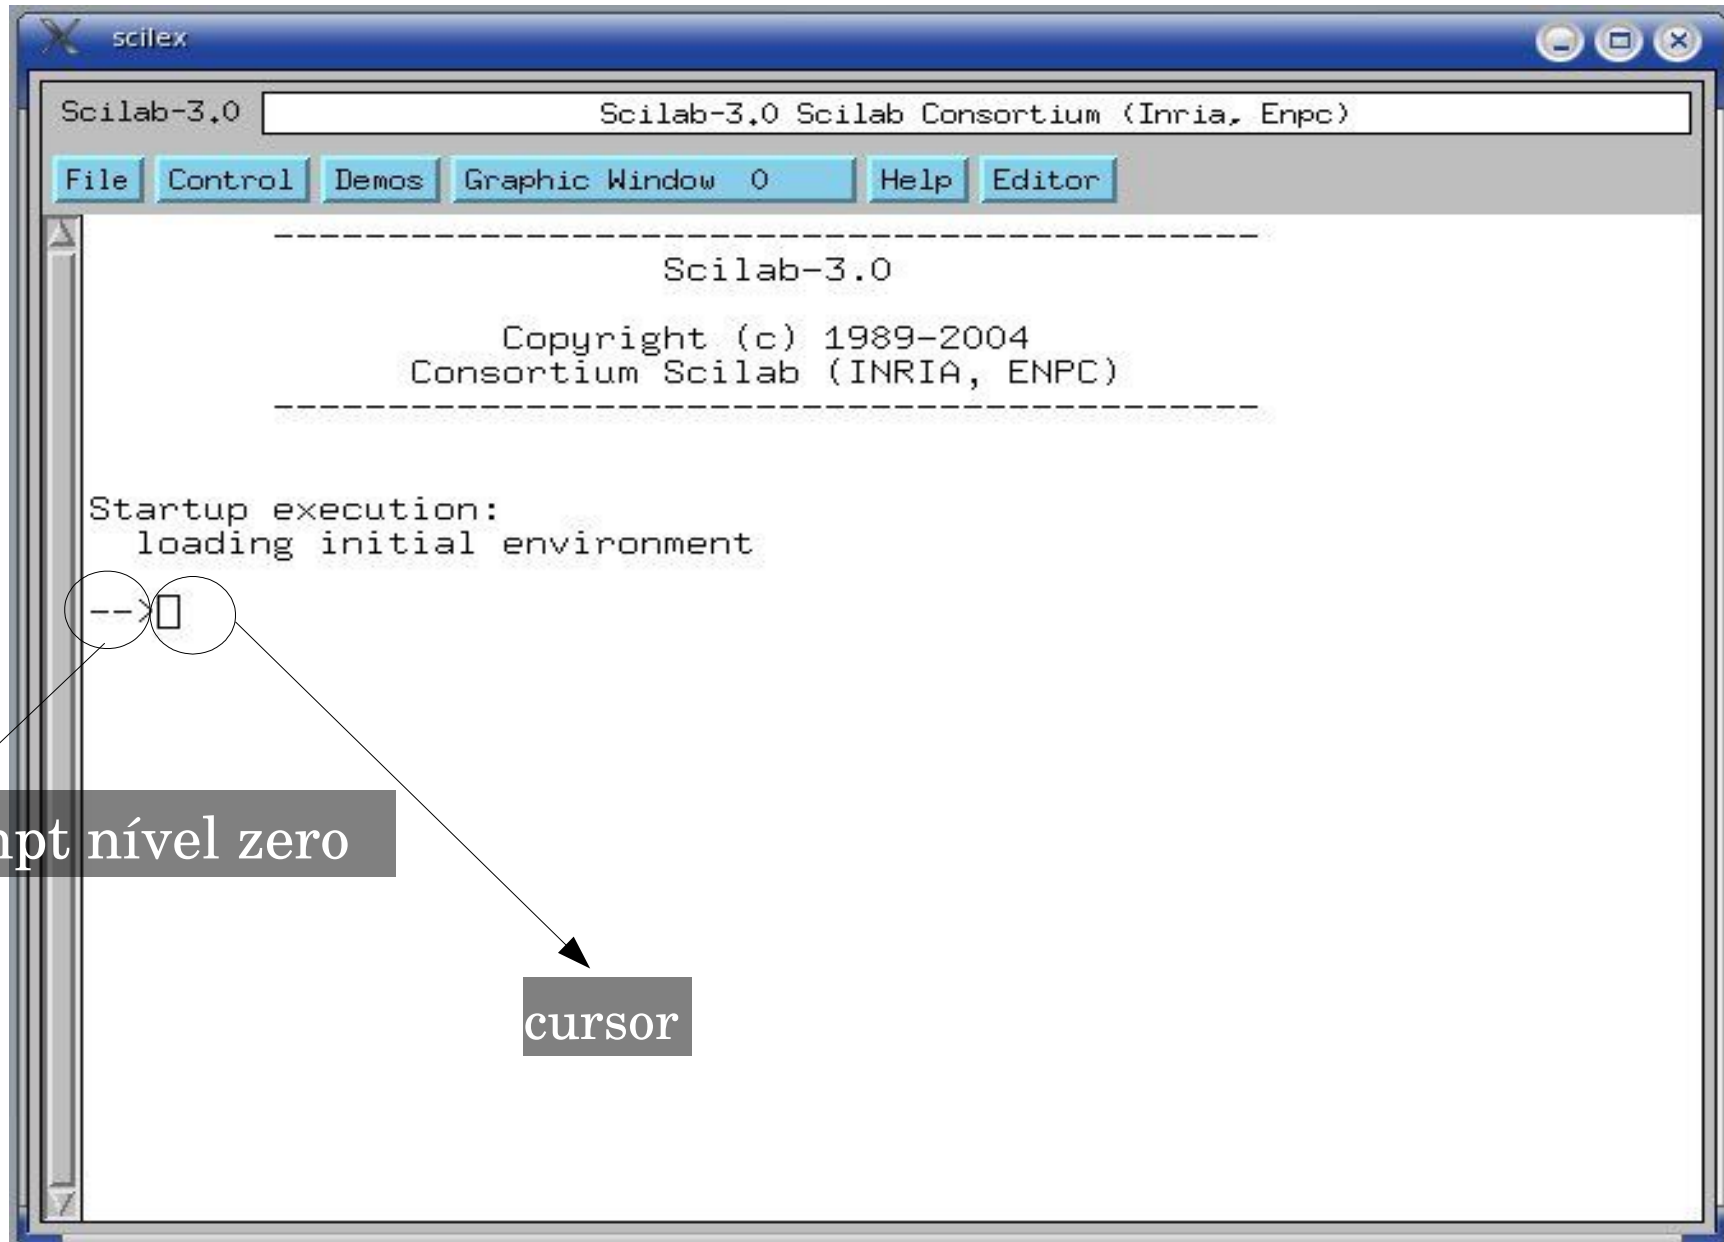 scilex
Scilab-3.0 Scilab-3.0 Scilab Consortium (Inria, Enpc)
File Control Demos Graphic Window 0 Help Editor
-------------------------------------------
Scilab-3.0
Copyright (c) 1989-2004
Consortium Scilab (INRIA, ENPC)
-------------------------------------------
Startup execution:
loading initial environment
-->
nível zero
cursor